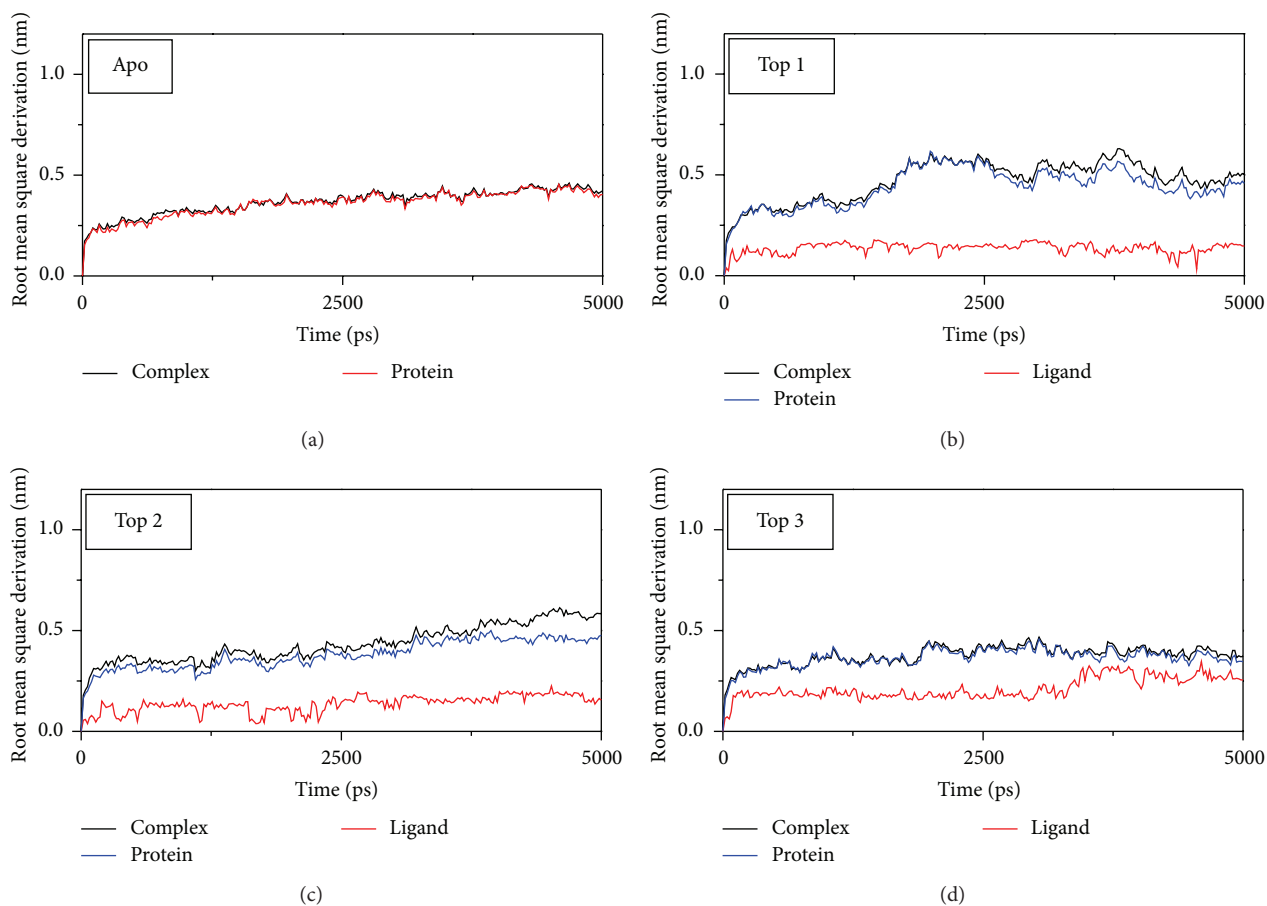 Root mean square derivation (nm)
Apo
1.0
0.5
0.0
0 2500 5000
Time (ps)
Complex Protein
(a)
Root mean square derivation (nm)
Top 1
1.0
0.5
0.0
0 2500 5000
Time (ps)
Complex Ligand
Protein
(b)
Root mean square derivation (nm)
Top 2
1.0
0.5
0.0
0 2500 5000
Time (ps)
Complex Ligand
Protein
(c)
Root mean square derivation (nm)
Top 3
1.0
0.5
0.0
0 2500 5000
Time (ps)
Complex Ligand
Protein
(d)